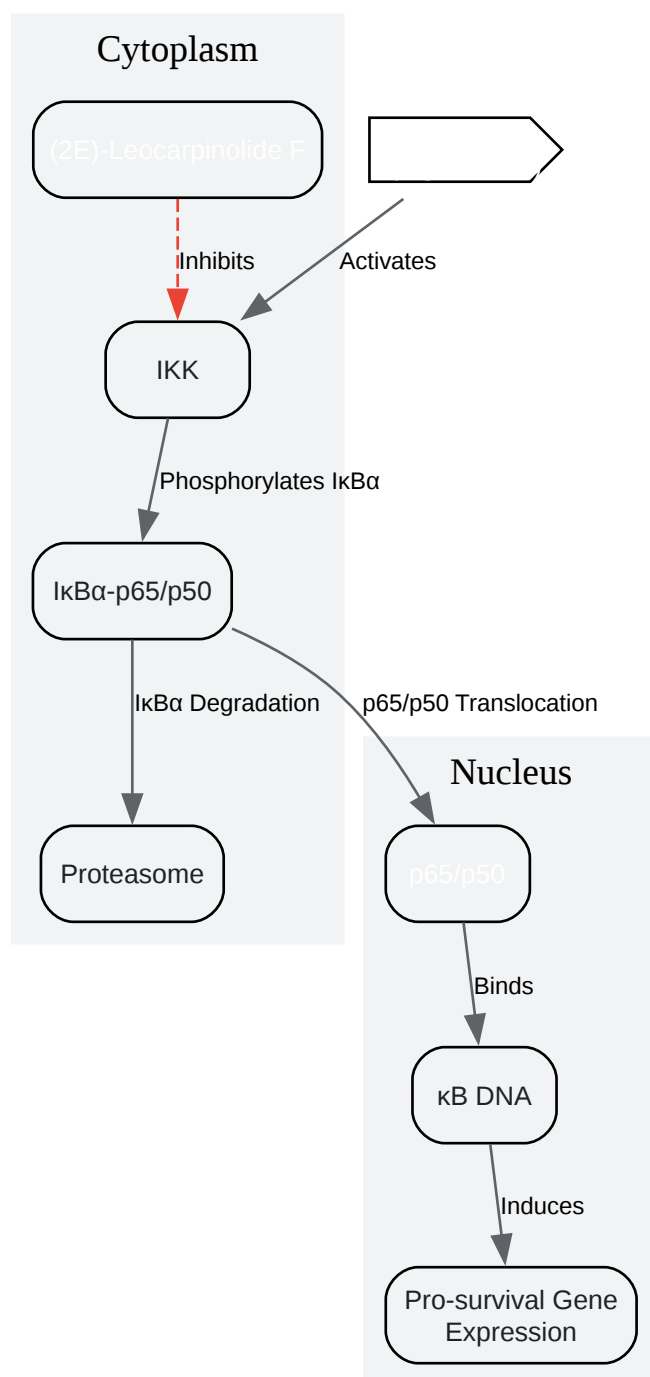 Cytoplasm
(2E)-Leocarpinolide F
Inhibits
Activates
IKK
Phosphorylates IκBα
IκBα-p65/p50
IκBα Degradation
p65/p50 Translocation
Nucleus
Proteasome
p65/p50
Binds
κB DNA
Induces
Pro-survival Gene
Expression